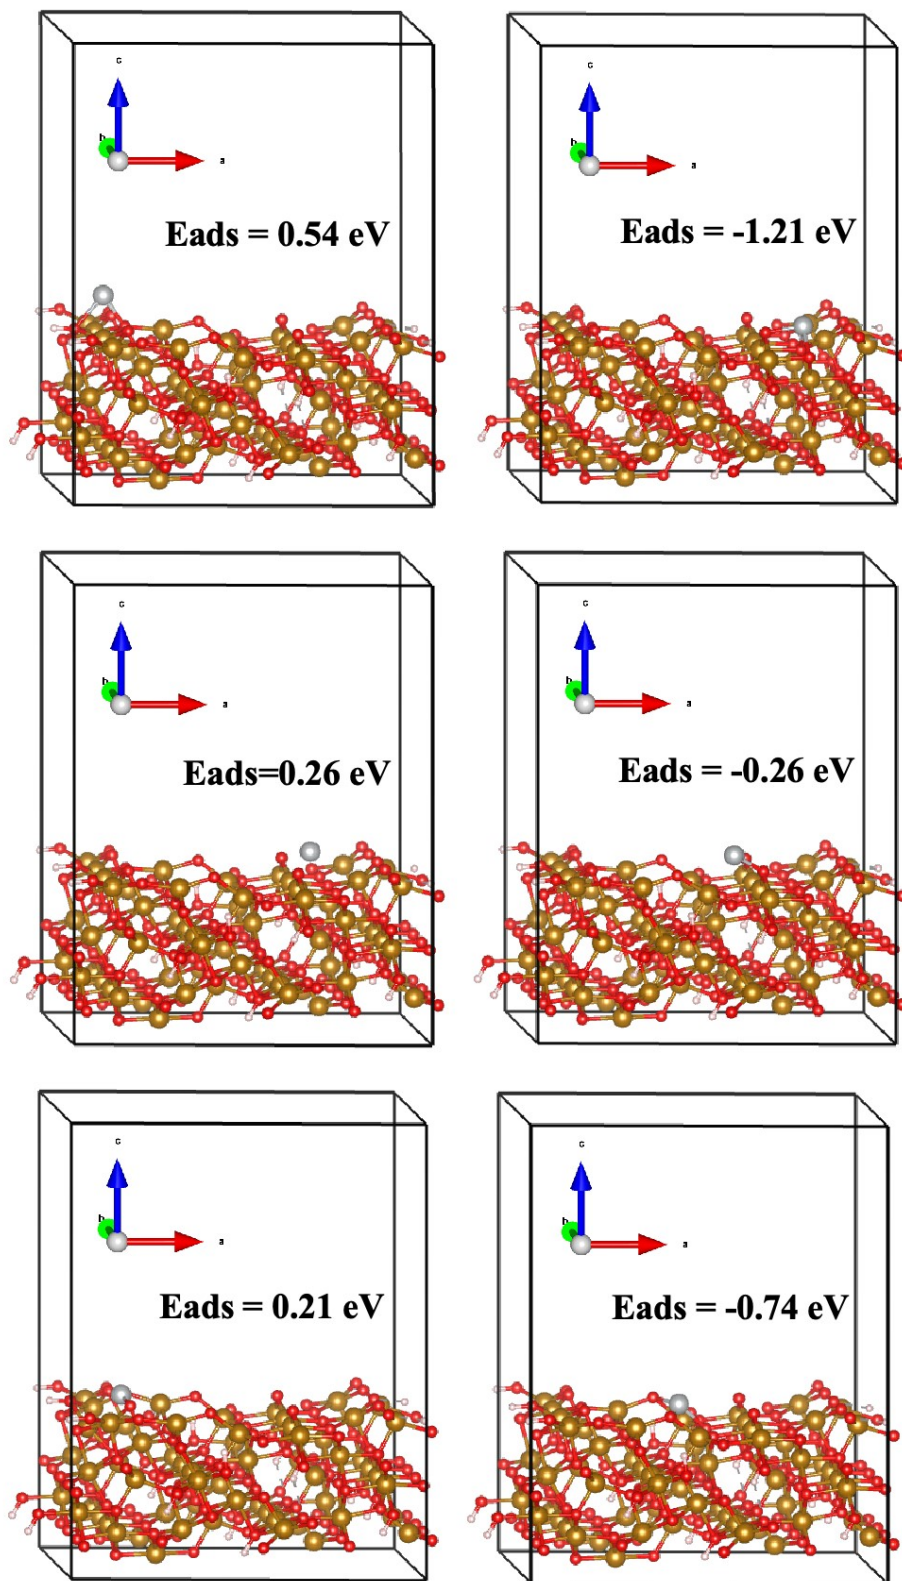 c
b
a
Eads = 0.54 eV
c
b
a
Eads = -1.21 eV
c
b
a
Eads=0.26 eV
c
b
a
Eads = -0.26 eV
c
b
a
Eads = 0.21 eV
c
b
a
Eads = -0.74 eV